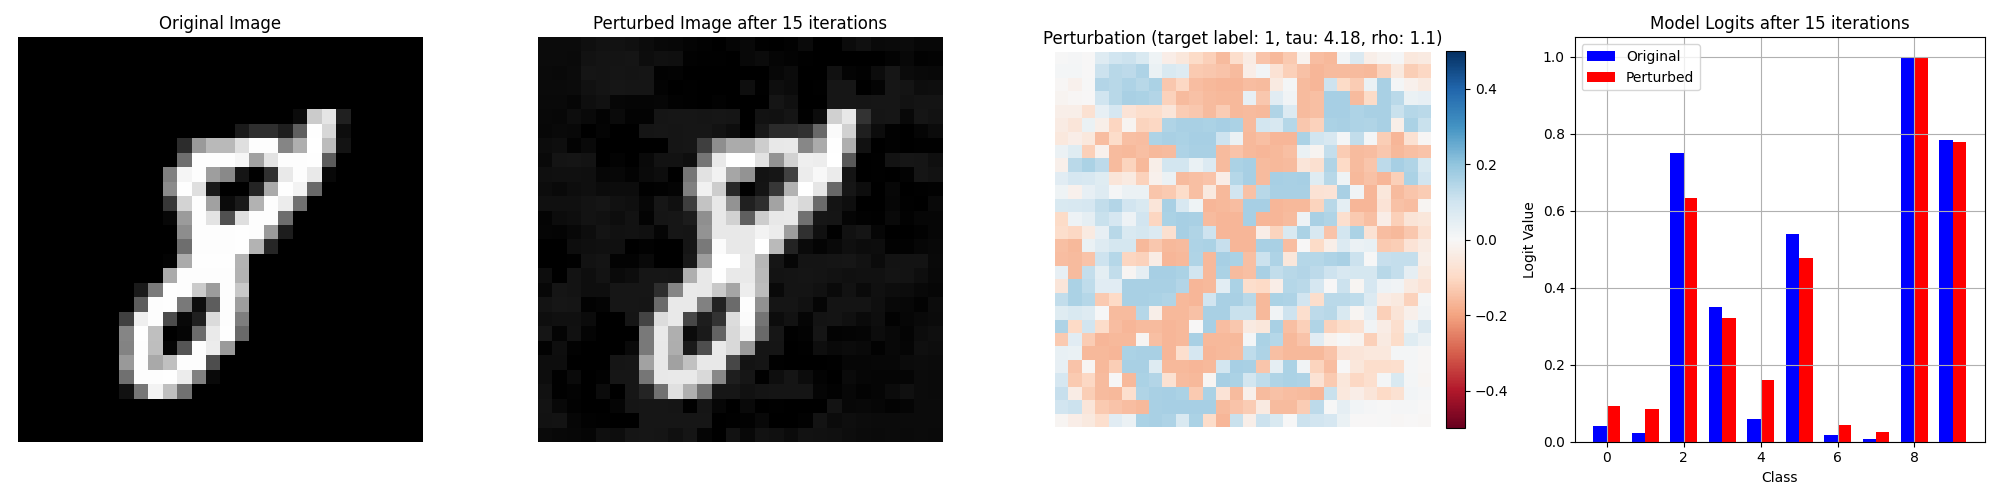 Original Image
Perturbed Image after 15 iterations
Perturbation (target label: 1, tau: 4.18, rho: 1.1)
0.4
0.2
0.0
−0.2
−0.4
Model Logits after 15 iterations
Original
Perturbed
Logit Value
1.0
0.8
0.6
0.4
0.2
0.0
0 2 4 6 8
Class